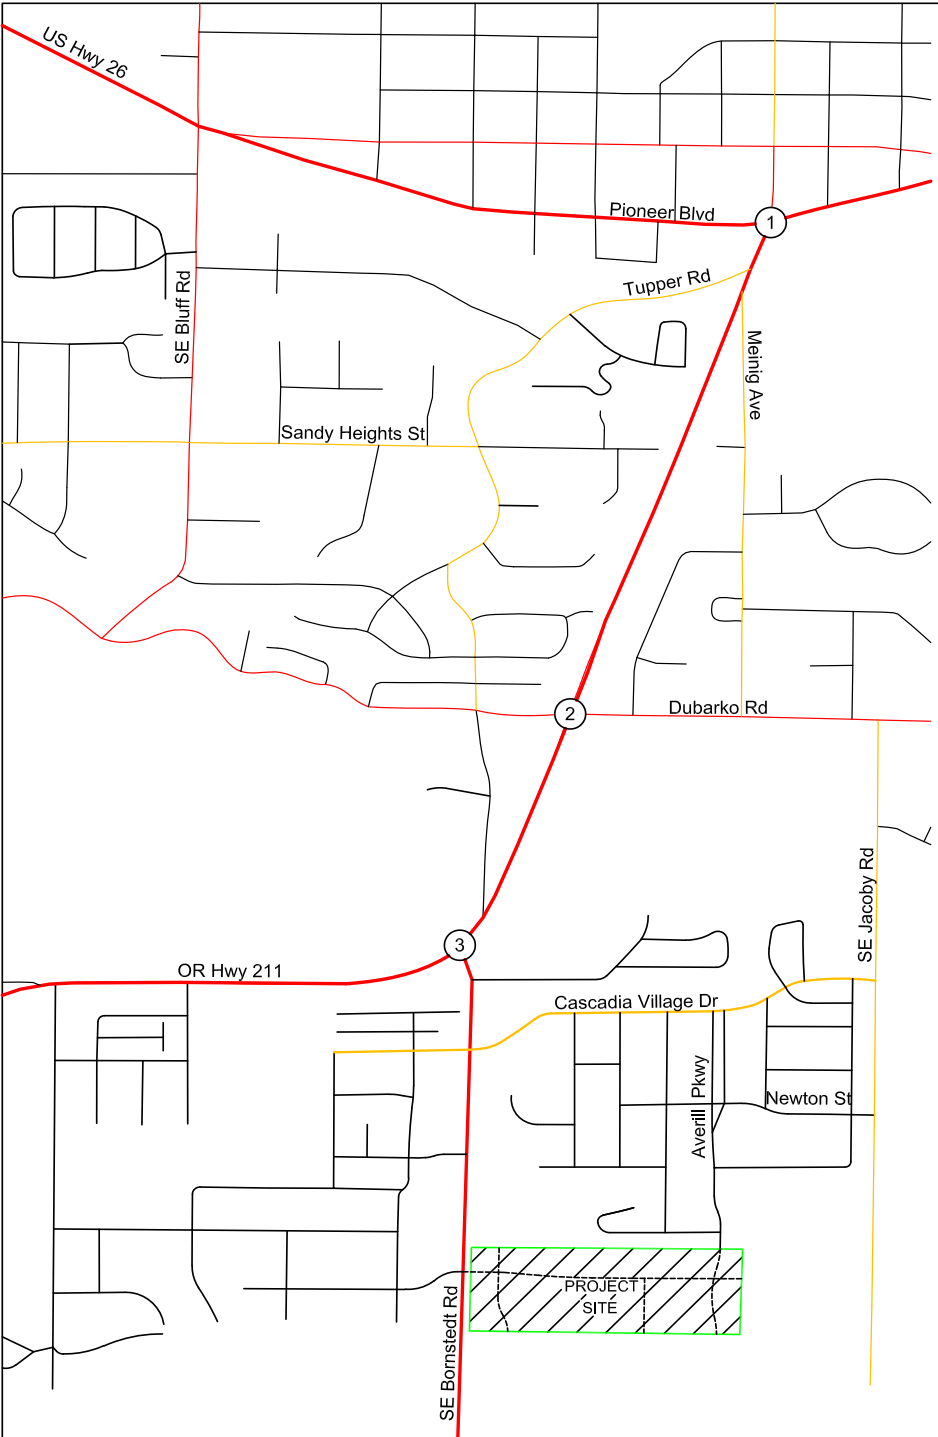 US Hwy 26
Pioneer Blvd
1
Tupper Rd
SE Bluff Rd
Meinig Ave
Sandy Heights St
Dubarko Rd
2
SE Jacoby Rd
3
OR Hwy 211
Cascadia Village Dr
Averill Pkwy
Newton St
PROJECT
SITE
SE Bornstedt Rd